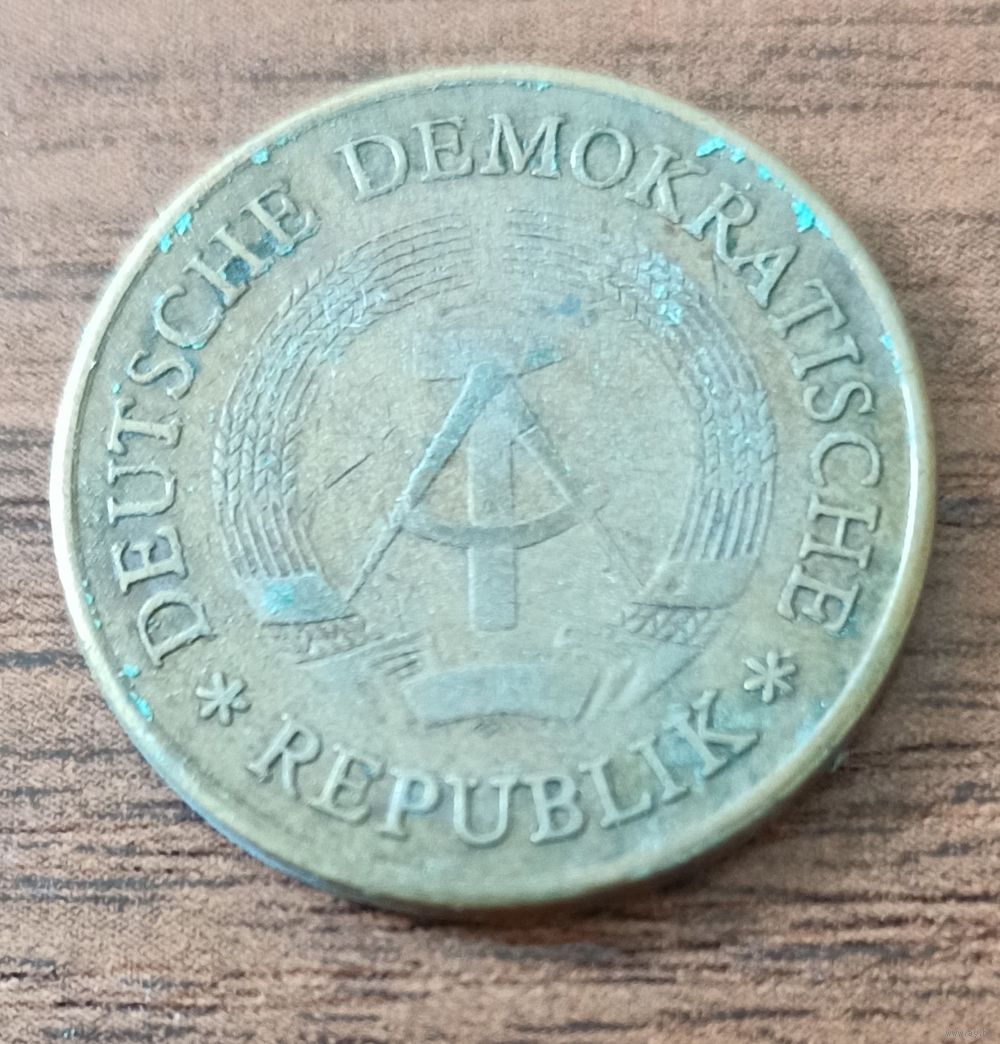 * DEUTSCHE DEMOKRATISCHE *
REPUBLIK